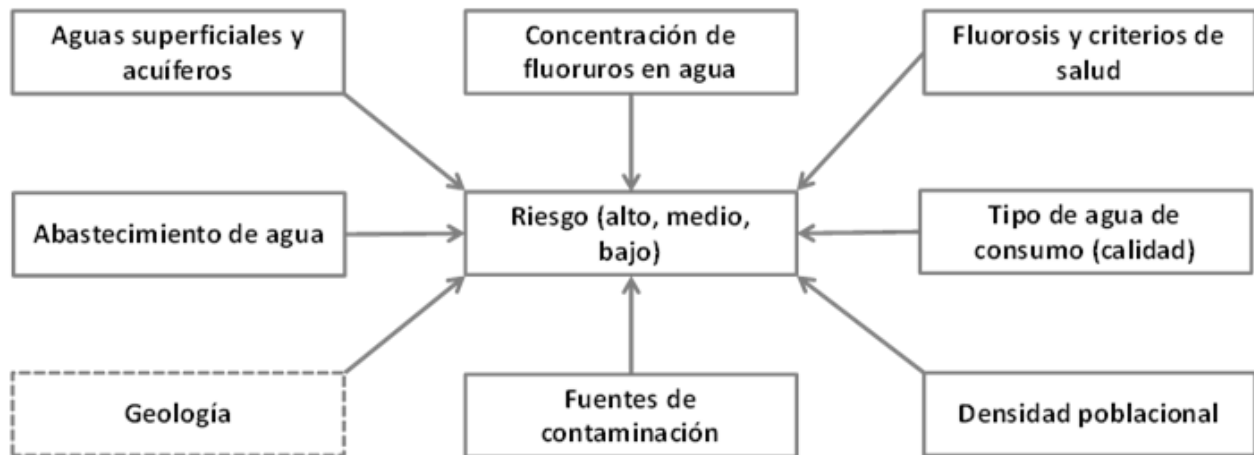 Aguas superficiales y
acuíferos
Concentración de
fluoruros en agua
Fluorosis y criterios de
salud
Abastecimiento de agua
Riesgo (alto, medio,
bajo)
Tipo de agua de
consumo (calidad)
Geología
Fuentes de
contaminación
Densidad poblacional